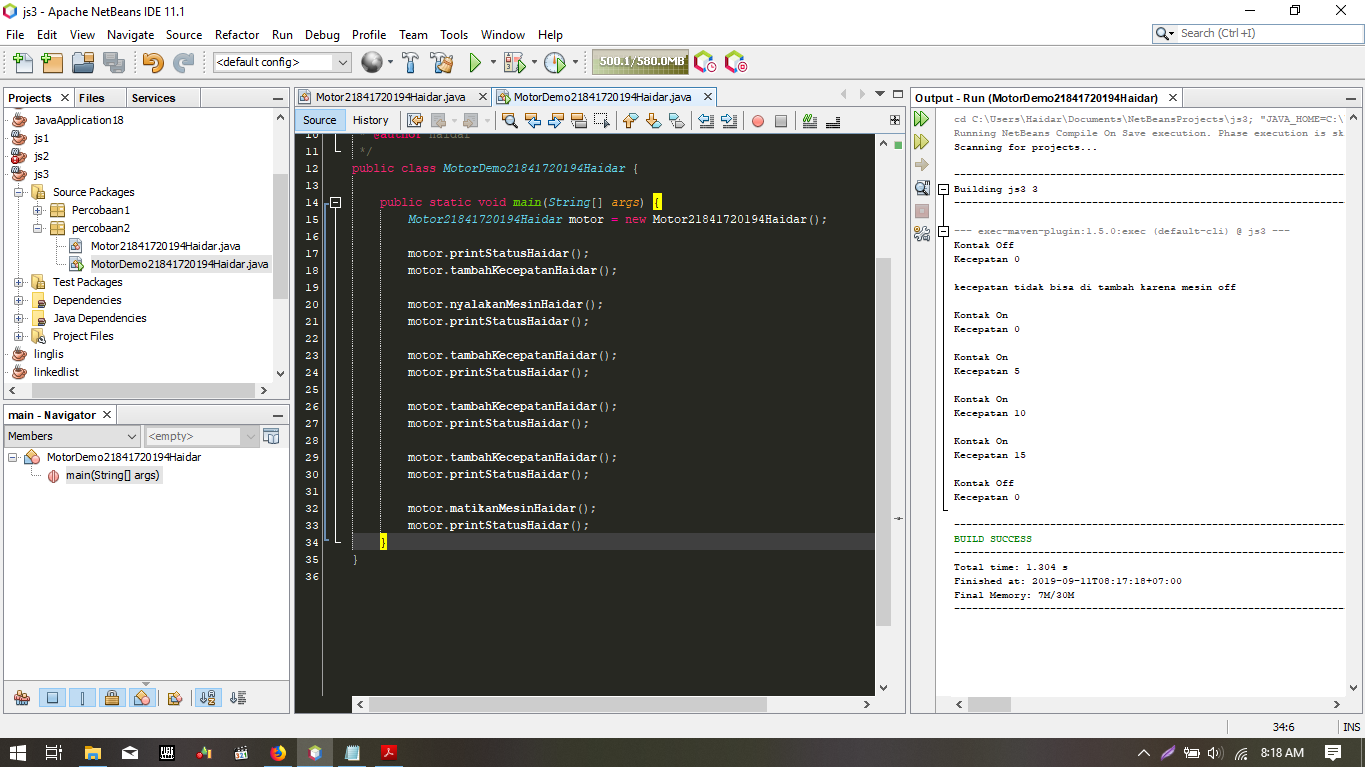 js3 - Apache NetBeans IDE 11.1
File Edit View Navigate Source Refactor Run Debug Profile Team Tools Window Help
Search (Ctrl+I)
<default config>
500.1/580.0MB
Projects Files Services
JavaApplication18
js1
js2
js3
Source Packages
Percobaan1
percobaan2
Motor21841720194Haidar.java
MotorDemo21841720194Haidar.java
Test Packages
Dependencies
Java Dependencies
Project Files
linglis
linkedlist
main - Navigator
Members <empty>
MotorDemo21841720194Haidar
main(String[] args)
Motor21841720194Haidar.java MotorDemo21841720194Haidar.java
Source History
10 @author Haidar
11 */
12 public class MotorDemo21841720194Haidar {
13
14 public static void main(String[] args) {
15 Motor21841720194Haidar motor = new Motor21841720194Haidar();
16
17 motor.printStatusHaidar();
18 motor.tambahKecepatanHaidar();
19
20 motor.nyalakanMesinHaidar();
21 motor.printStatusHaidar();
22
23 motor.tambahKecepatanHaidar();
24 motor.printStatusHaidar();
25
26 motor.tambahKecepatanHaidar();
27 motor.printStatusHaidar();
28
29 motor.tambahKecepatanHaidar();
30 motor.printStatusHaidar();
31
32 motor.matikanMesinHaidar();
33 motor.printStatusHaidar();
34 }
35 }
36
Output - Run (MotorDemo21841720194Haidar)
cd C:\Users\Haidar\Documents\NetBeansProjects\js3; "JAVA_HOME=C:\
Running NetBeans Compile On Save execution. Phase execution is sk
Scanning for projects...
Building js3 3
--- exec-maven-plugin:1.5.0:exec (default-cli) @ js3 ---
Kontak Off
Kecepatan 0
kecepatan tidak bisa di tambah karena mesin off
Kontak On
Kecepatan 0
Kontak On
Kecepatan 5
Kontak On
Kecepatan 10
Kontak On
Kecepatan 15
Kontak Off
Kecepatan 0
BUILD SUCCESS
Total time: 1.304 s
Finished at: 2019-09-11T08:17:18+07:00
Final Memory: 7M/30M
34:6 INS
8:18 AM